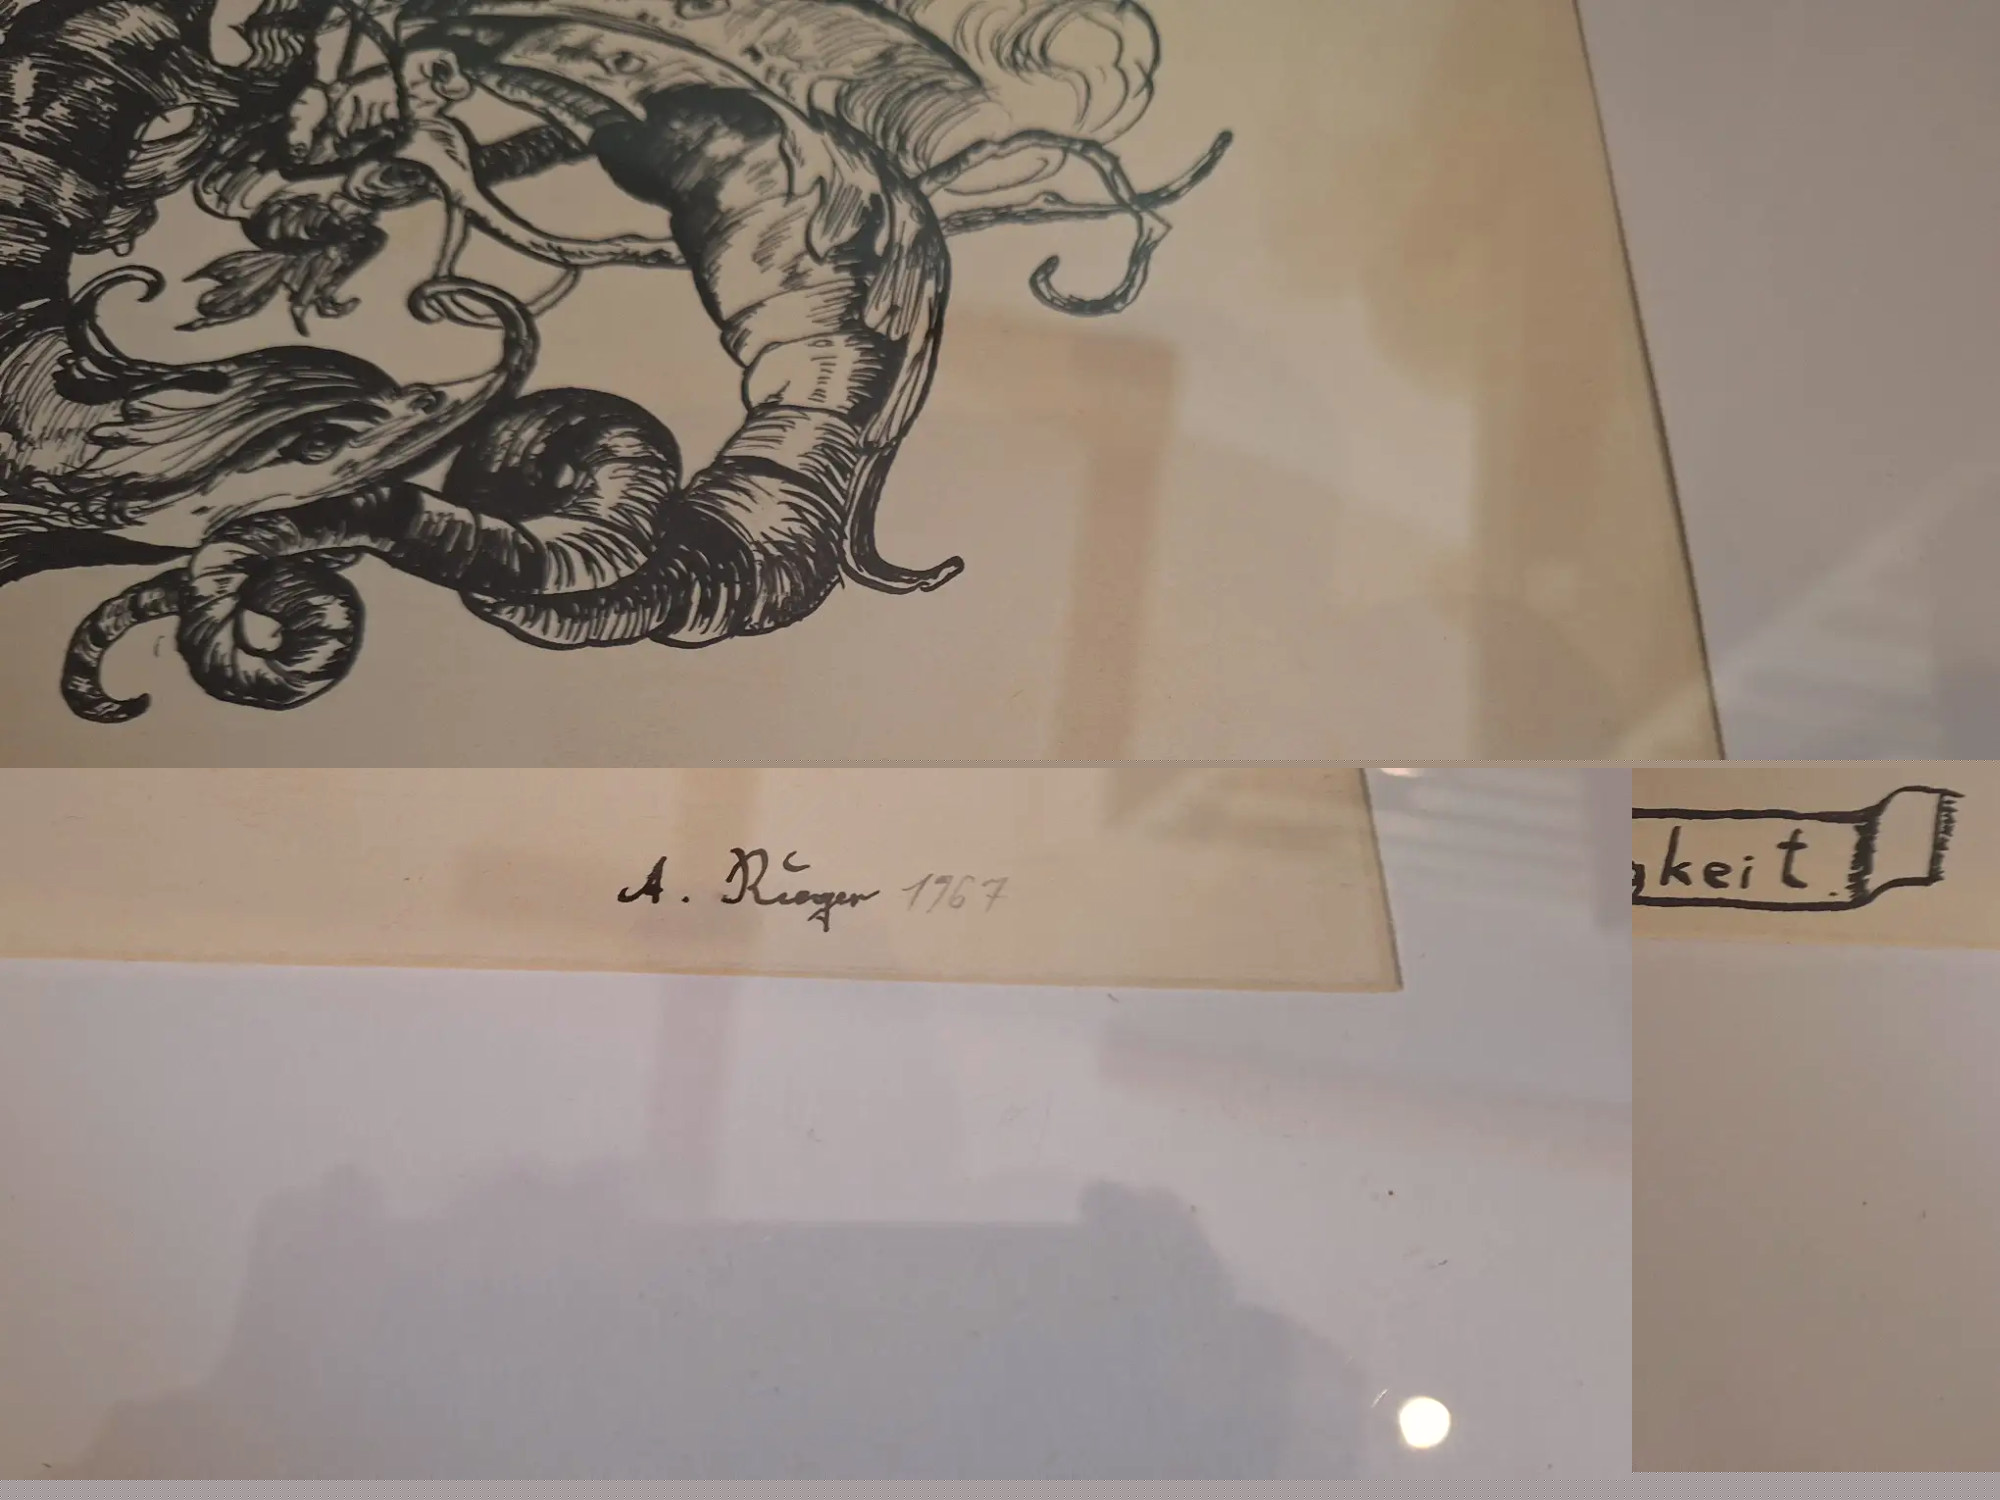 A. Rieger 1967
gkeit.